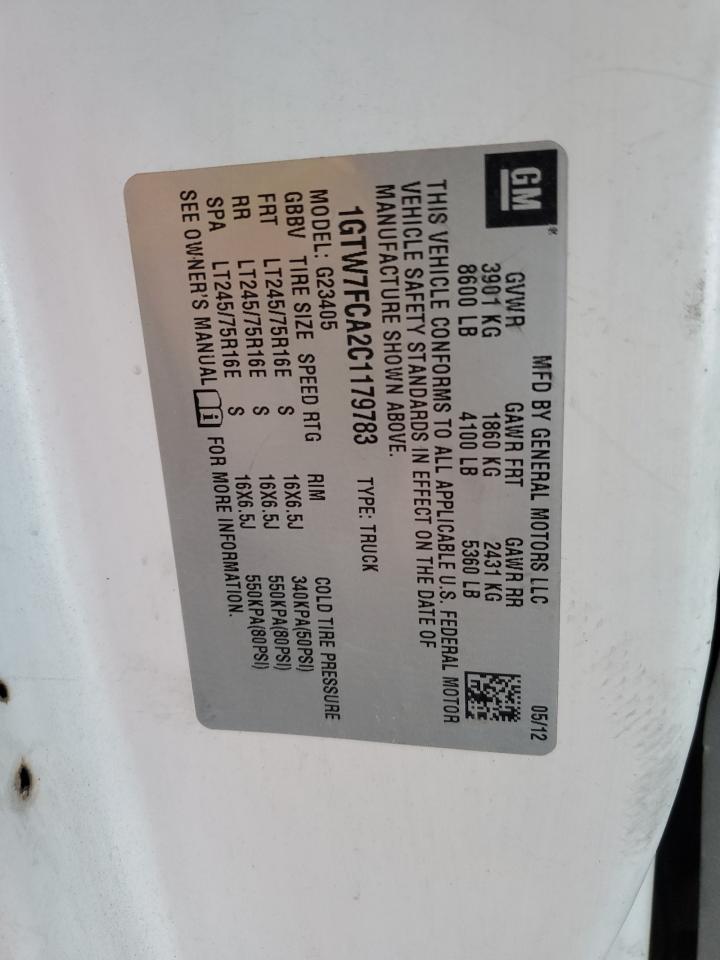 GM®
MFD BY GENERAL MOTORS LLC 05/12
GVWR GAWR FRT GAWR RR
3901 KG 1860 KG 2431 KG
8600 LB 4100 LB 5360 LB
THIS VEHICLE CONFORMS TO ALL APPLICABLE U.S. FEDERAL MOTOR
VEHICLE SAFETY STANDARDS IN EFFECT ON THE DATE OF
MANUFACTURE SHOWN ABOVE.
1GTW7FCA2C1179783 TYPE: TRUCK
MODEL: G23405
GBBV TIRE SIZE SPEED RTG RIM COLD TIRE PRESSURE
FRT LT245/75R16E S 16X6.5J 340KPA(50PSI)
RR LT245/75R16E S 16X6.5J 550KPA(80PSI)
SPA LT245/75R16E S 16X6.5J 550KPA(80PSI)
SEE OWNER'S MANUAL FOR MORE INFORMATION.